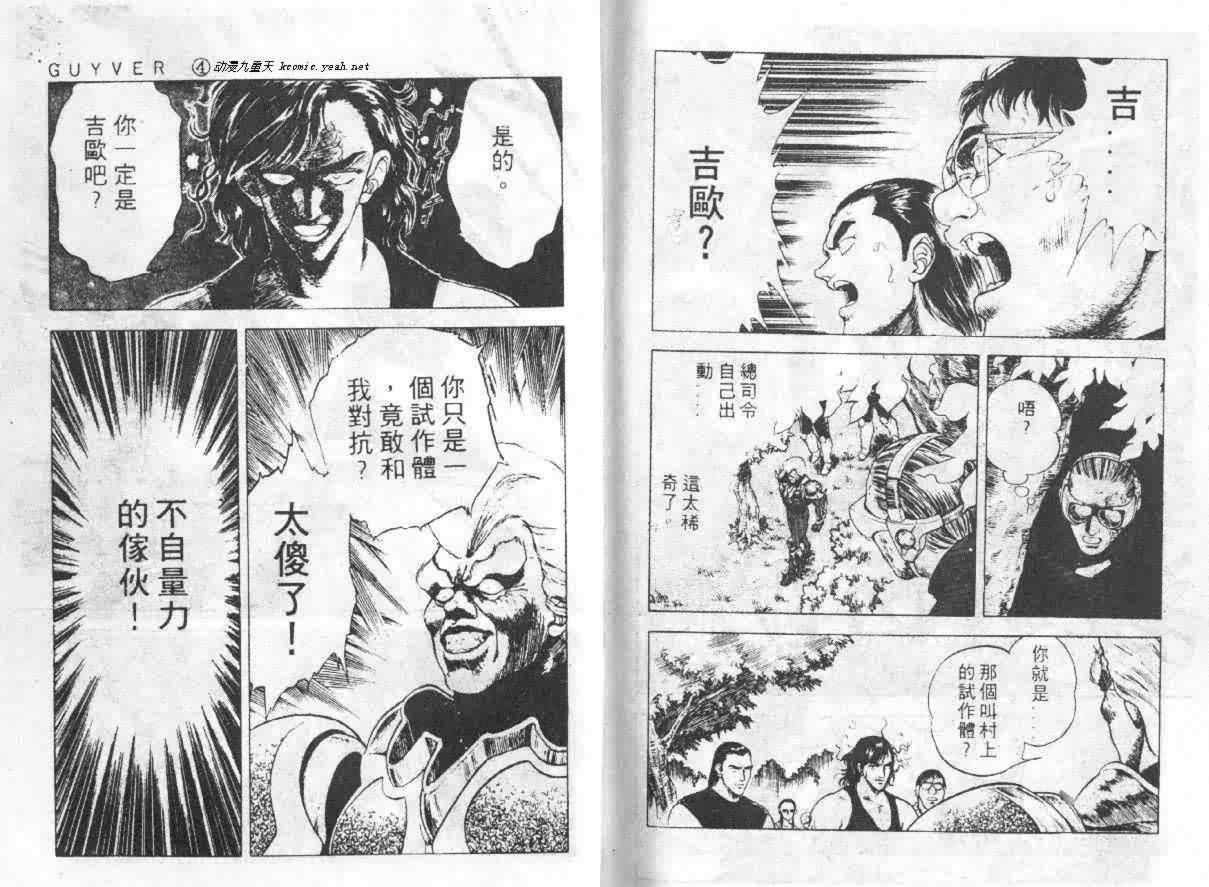 吉......
吉歐？
唔？
總司令
自己出
動....
這太稀
奇了。
你就是......
那個叫村上
的試作體？
GUYVER ④ 动漫九重天 kcomic.yeah.net
是的。
你一定是
吉歐吧？
你只是一
個試作體
，竟敢和
我對抗？
太傻了！
不自量力
的傢伙！